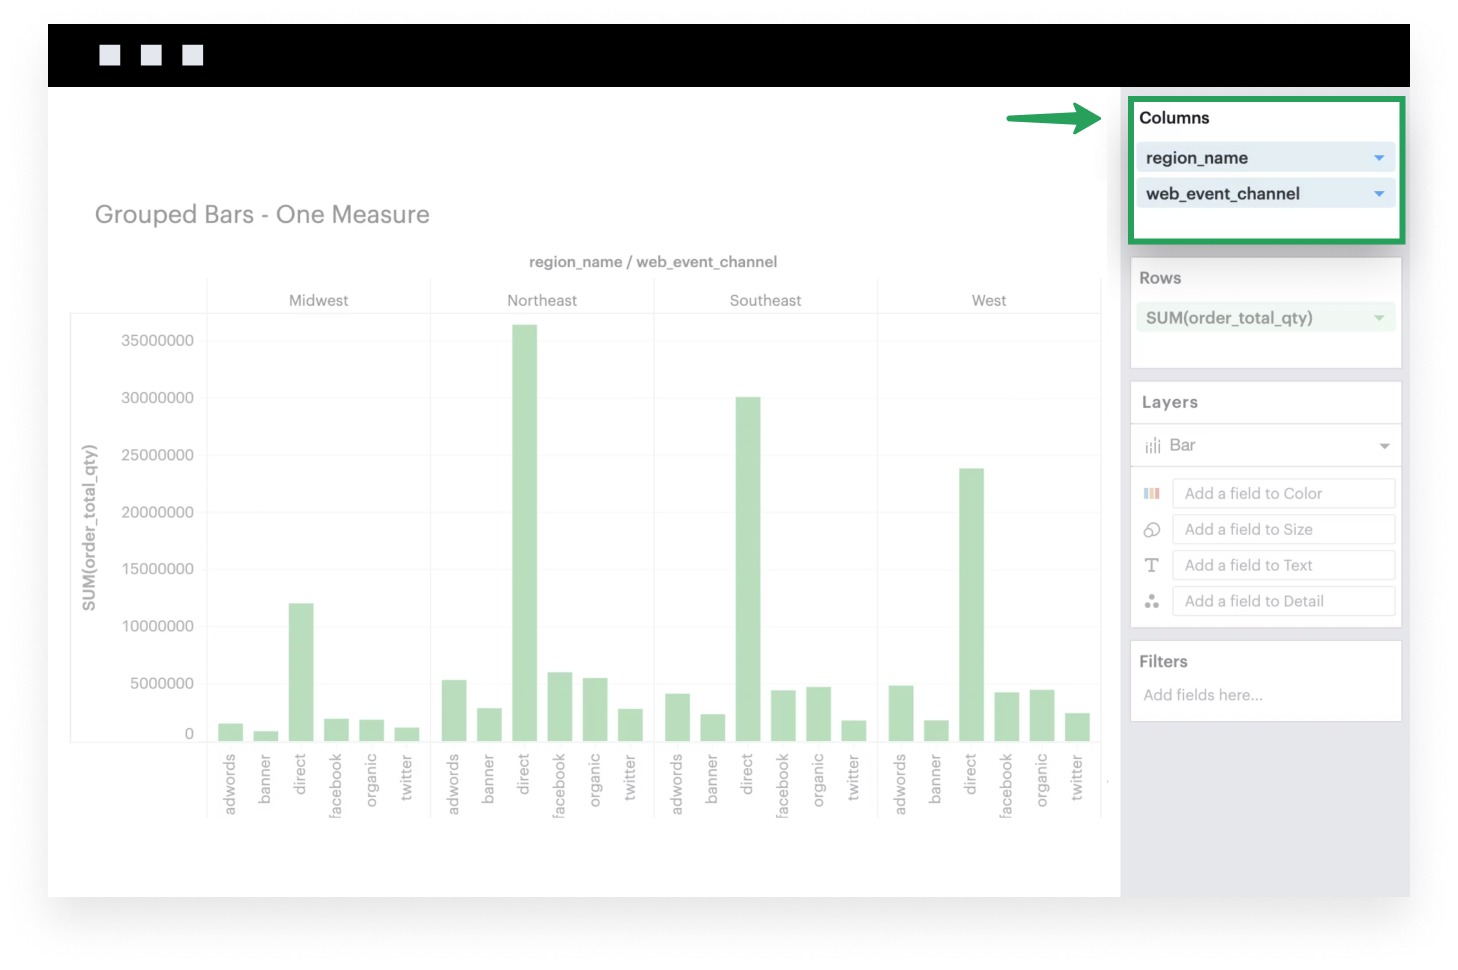 Columns
region_name
web_event_channel
Grouped Bars - One Measure
region_name / web_event_channel
Midwest Northeast Southeast West
SUM(order_total_qty)
35000000
30000000
25000000
20000000
15000000
10000000
5000000
0
adwords banner direct facebook organic twitter adwords banner direct facebook organic twitter adwords banner direct facebook organic twitter adwords banner direct facebook organic twitter
Rows
SUM(order_total_qty)
Layers
Bar
Add a field to Color
Add a field to Size
T Add a field to Text
Add a field to Detail
Filters
Add fields here...